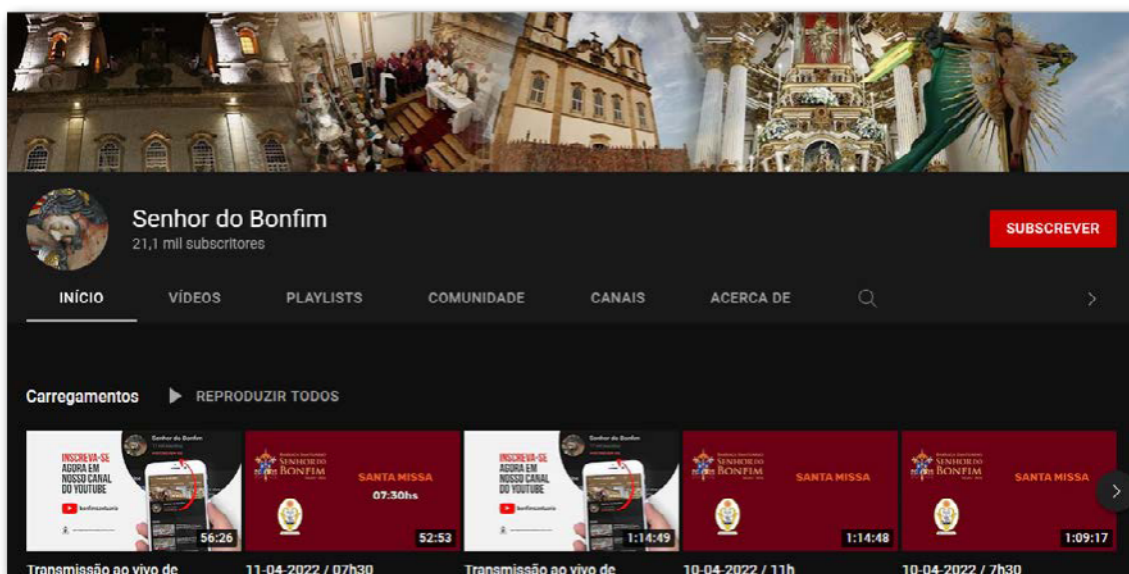 Senhor do Bonfim
21,1 mil subscritores
SUBSCREVER
INÍCIO VÍDEOS PLAYLISTS COMUNIDADE CANAIS ACERCA DE
Carregamentos REPRODUZIR TODOS
INSCREVA-SE
AGORA EM
NOSSO CANAL
DO YOUTUBE
bonfimsantuario
Senhor do Bonfim
56:26
SENHOR DO
BONFIM
SANTA MISSA
07:30hs
52:53
INSCREVA-SE
AGORA EM
NOSSO CANAL
DO YOUTUBE
bonfimsantuario
Senhor do Bonfim
1:14:49
SENHOR DO
BONFIM
SANTA MISSA
1:14:48
SENHOR DO
BONFIM
SANTA MISSA
1:09:17
Transmissão ao vivo de
11-04-2022 / 07h30
Transmissão ao vivo de
10-04-2022 / 11h
10-04-2022 / 7h30